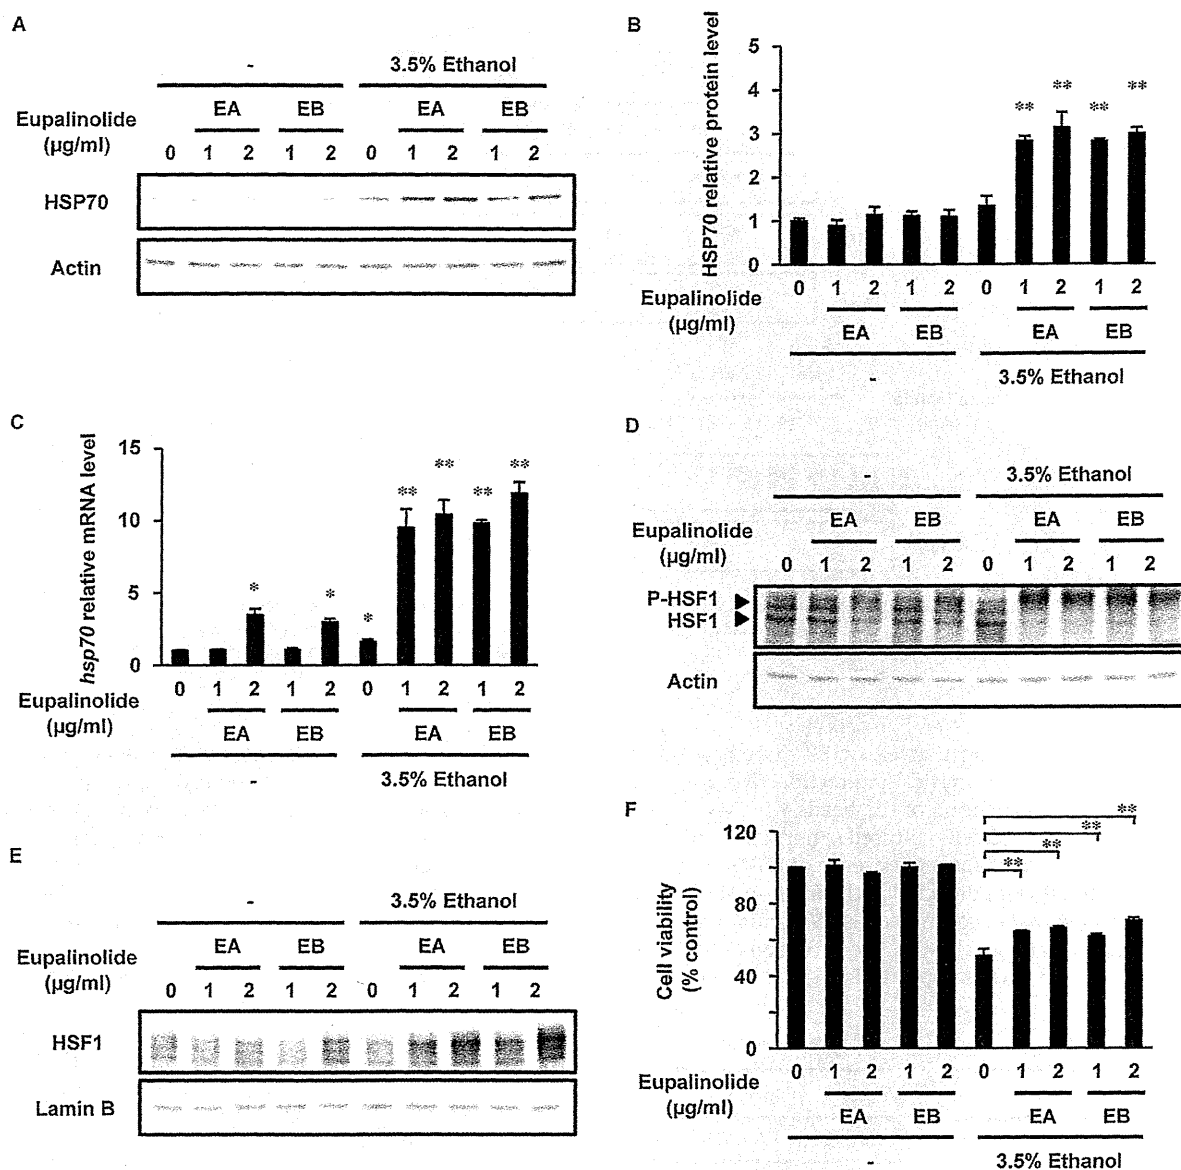 A
- 3.5% Ethanol
EA EB EA EB
Eupalinolide
(µg/ml)
0 1 2 1 2 0 1 2 1 2
HSP70
Actin
B
HSP70 relative protein level
5
4
3
2
1
0
** ** ** **
0 1 2 1 2 0 1 2 1 2
Eupalinolide
(µg/ml)
EA EB EA EB
- 3.5% Ethanol
C
hsp70 relative mRNA level
15
10
5
0
* * * ** ** ** **
0 1 2 1 2 0 1 2 1 2
Eupalinolide
(µg/ml)
EA EB EA EB
- 3.5% Ethanol
D
- 3.5% Ethanol
EA EB EA EB
Eupalinolide
(µg/ml)
0 1 2 1 2 0 1 2 1 2
P-HSF1
HSF1
Actin
E
- 3.5% Ethanol
EA EB EA EB
Eupalinolide
(µg/ml)
0 1 2 1 2 0 1 2 1 2
HSF1
Lamin B
F
Cell viability
(% control)
120
80
40
0
**
**
**
**
0 1 2 1 2 0 1 2 1 2
Eupalinolide
(µg/ml)
EA EB EA EB
- 3.5% Ethanol